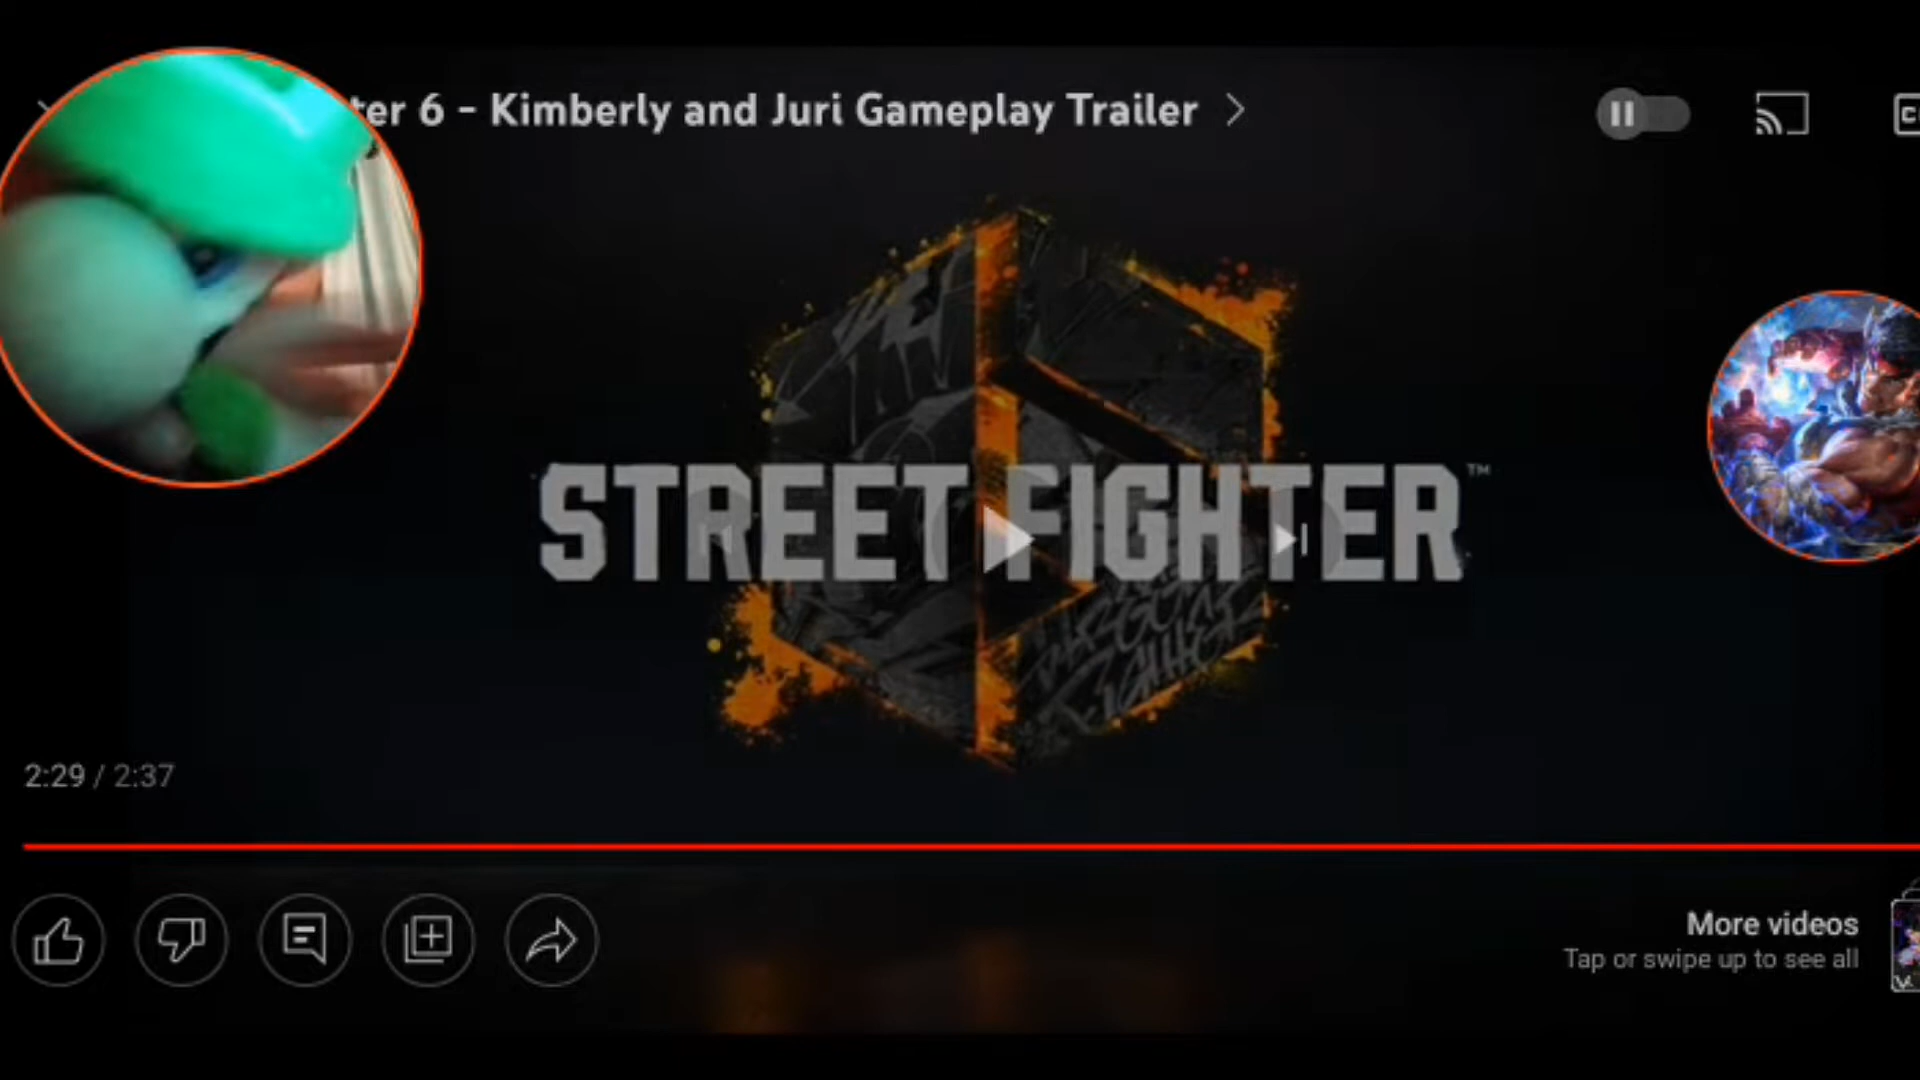 ter 6 - Kimberly and Juri Gameplay Trailer
STREET FIGHTER™
2:29 / 2:37
More videos
Tap or swipe up to see all